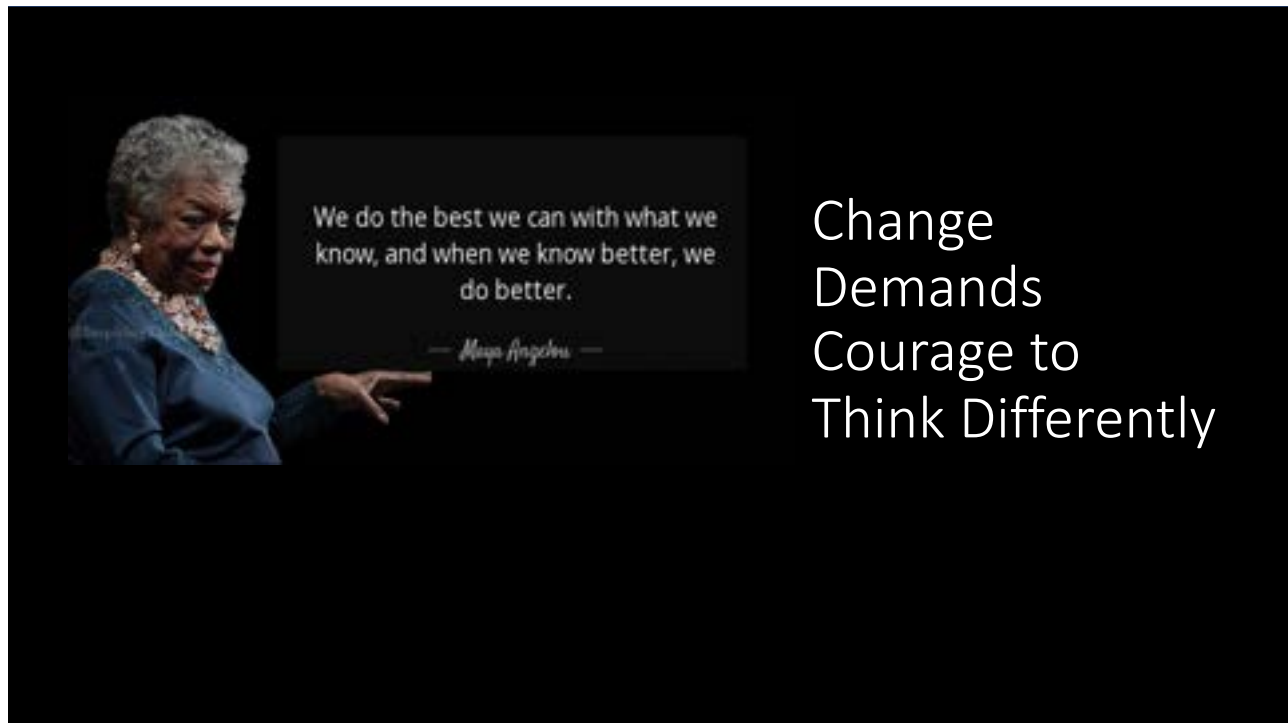 We do the best we can with what we
know, and when we know better, we
do better.
— Maya Angelou —
Change
Demands
Courage to
Think Differently